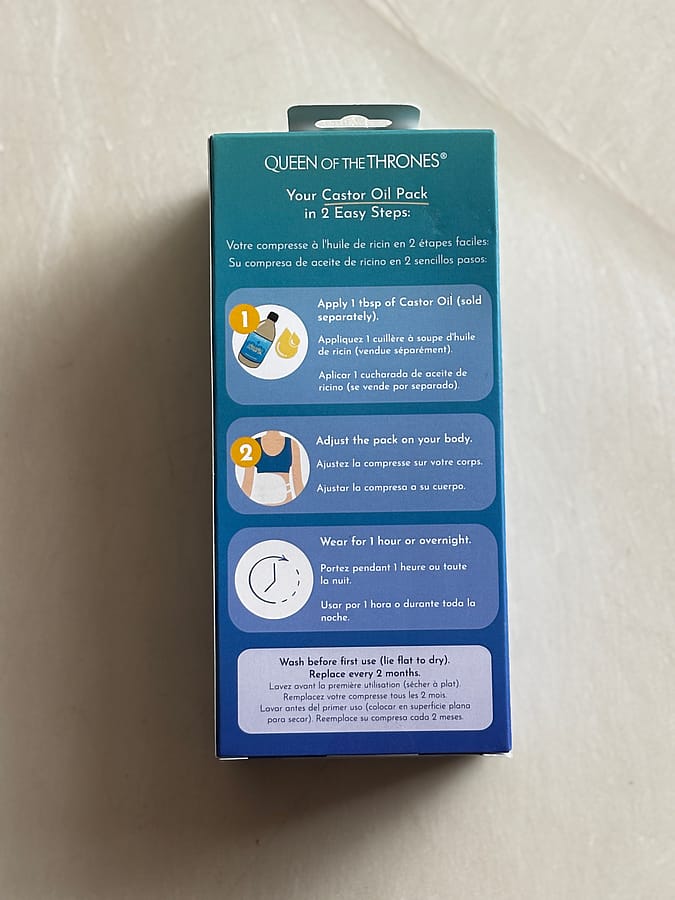 QUEEN OF THE THRONES®
Your Castor Oil Pack
in 2 Easy Steps:
Votre compresse à l'huile de ricin en 2 étapes faciles:
Su compresa de aceite de ricino en 2 sencillos pasos:
1
Apply 1 tbsp of Castor Oil (sold
separately).
Appliquez 1 cuillère à soupe d'huile
de ricin (vendue séparément).
Aplicar 1 cucharada de aceite de
ricino (se vende por separado).
2
Adjust the pack on your body.
Ajustez la compresse sur votre corps.
Ajustar la compresa a su cuerpo.
Wear for 1 hour or overnight.
Portez pendant 1 heure ou toute
la nuit.
Usar por 1 hora o durante toda la
noche.
Wash before first use (lie flat to dry).
Replace every 2 months.
Lavez avant la première utilisation (sécher à plat).
Remplacez votre compresse tous les 2 mois.
Lavar antes del primer uso (colocar en superficie plana
para secar). Reemplace su compresa cada 2 meses.